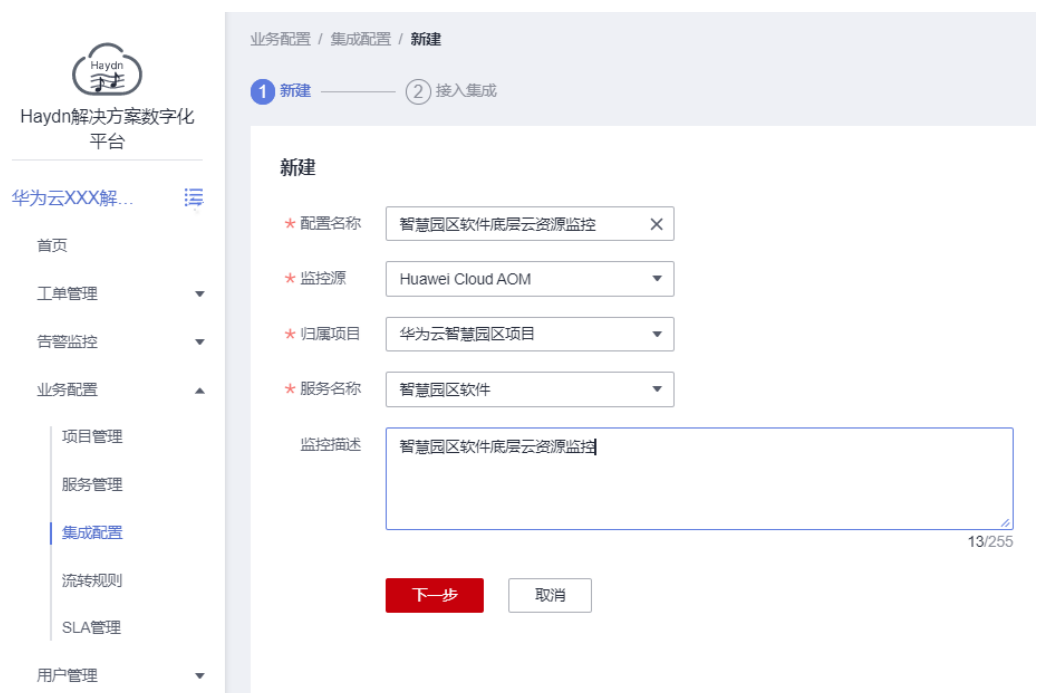 Haydn
Haydn解决方案数字化
平台
华为云XXX解...
首页
工单管理
告警监控
业务配置
项目管理
服务管理
集成配置
流转规则
SLA管理
用户管理
业务配置 / 集成配置 / 新建
1 新建 2 接入集成
新建
* 配置名称 智慧园区软件底层云资源监控
* 监控源 Huawei Cloud AOM
* 归属项目 华为云智慧园区项目
* 服务名称 智慧园区软件
监控描述 智慧园区软件底层云资源监控
13/255
下一步 取消